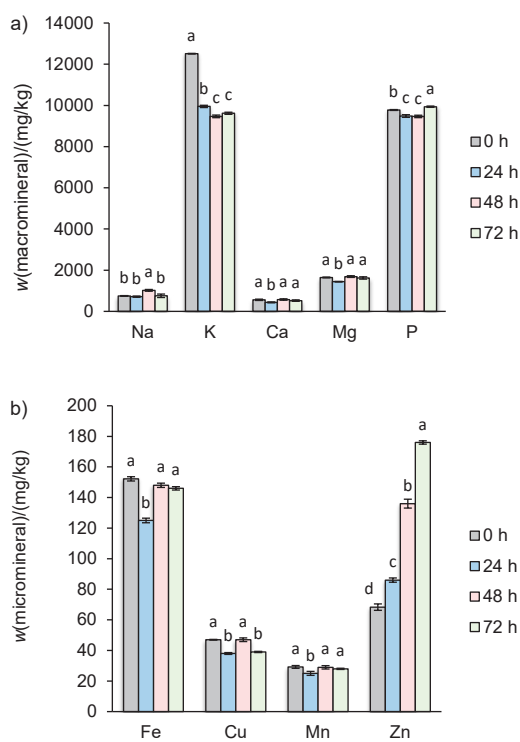 a)
w(macromineral)/(mg/kg)
14000
12000
10000
8000
6000
4000
2000
0
b b a b
a b c c
a b a a
a b a a
b c c a
Na K Ca Mg P
0 h
24 h
48 h
72 h
b)
w(micromineral)/(mg/kg)
200
180
160
140
120
100
80
60
40
20
0
a b a a
a b a b
a b a a
d c b a
Fe Cu Mn Zn
0 h
24 h
48 h
72 h